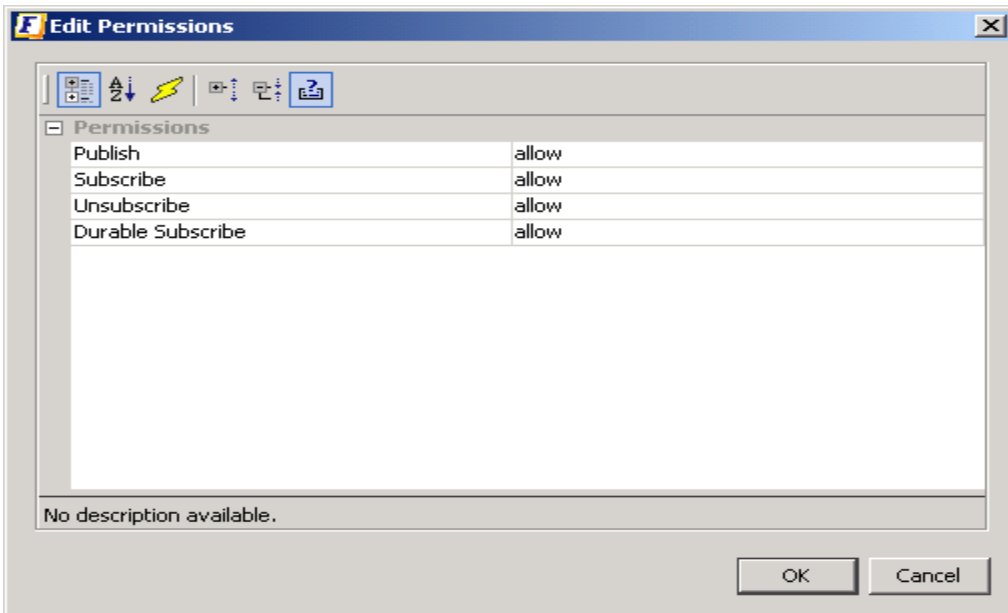 Edit Permissions
Permissions
Publish allow
Subscribe allow
Unsubscribe allow
Durable Subscribe allow
No description available.
OK Cancel